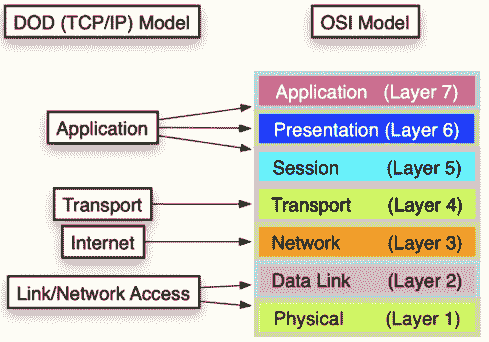 DOD (TCP/IP) Model
OSI Model
Application
Transport
Internet
Link/Network Access
Application (Layer 7)
Presentation (Layer 6)
Session (Layer 5)
Transport (Layer 4)
Network (Layer 3)
Data Link (Layer 2)
Physical (Layer 1)